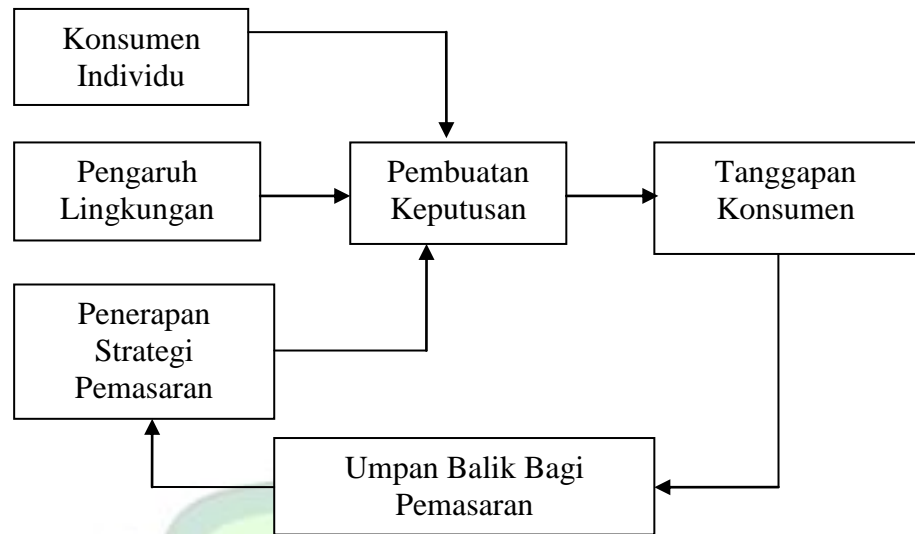 Konsumen
Individu
Pengaruh
Lingkungan
Pembuatan
Keputusan
Tanggapan
Konsumen
Penerapan
Strategi
Pemasaran
Umpan Balik Bagi
Pemasaran